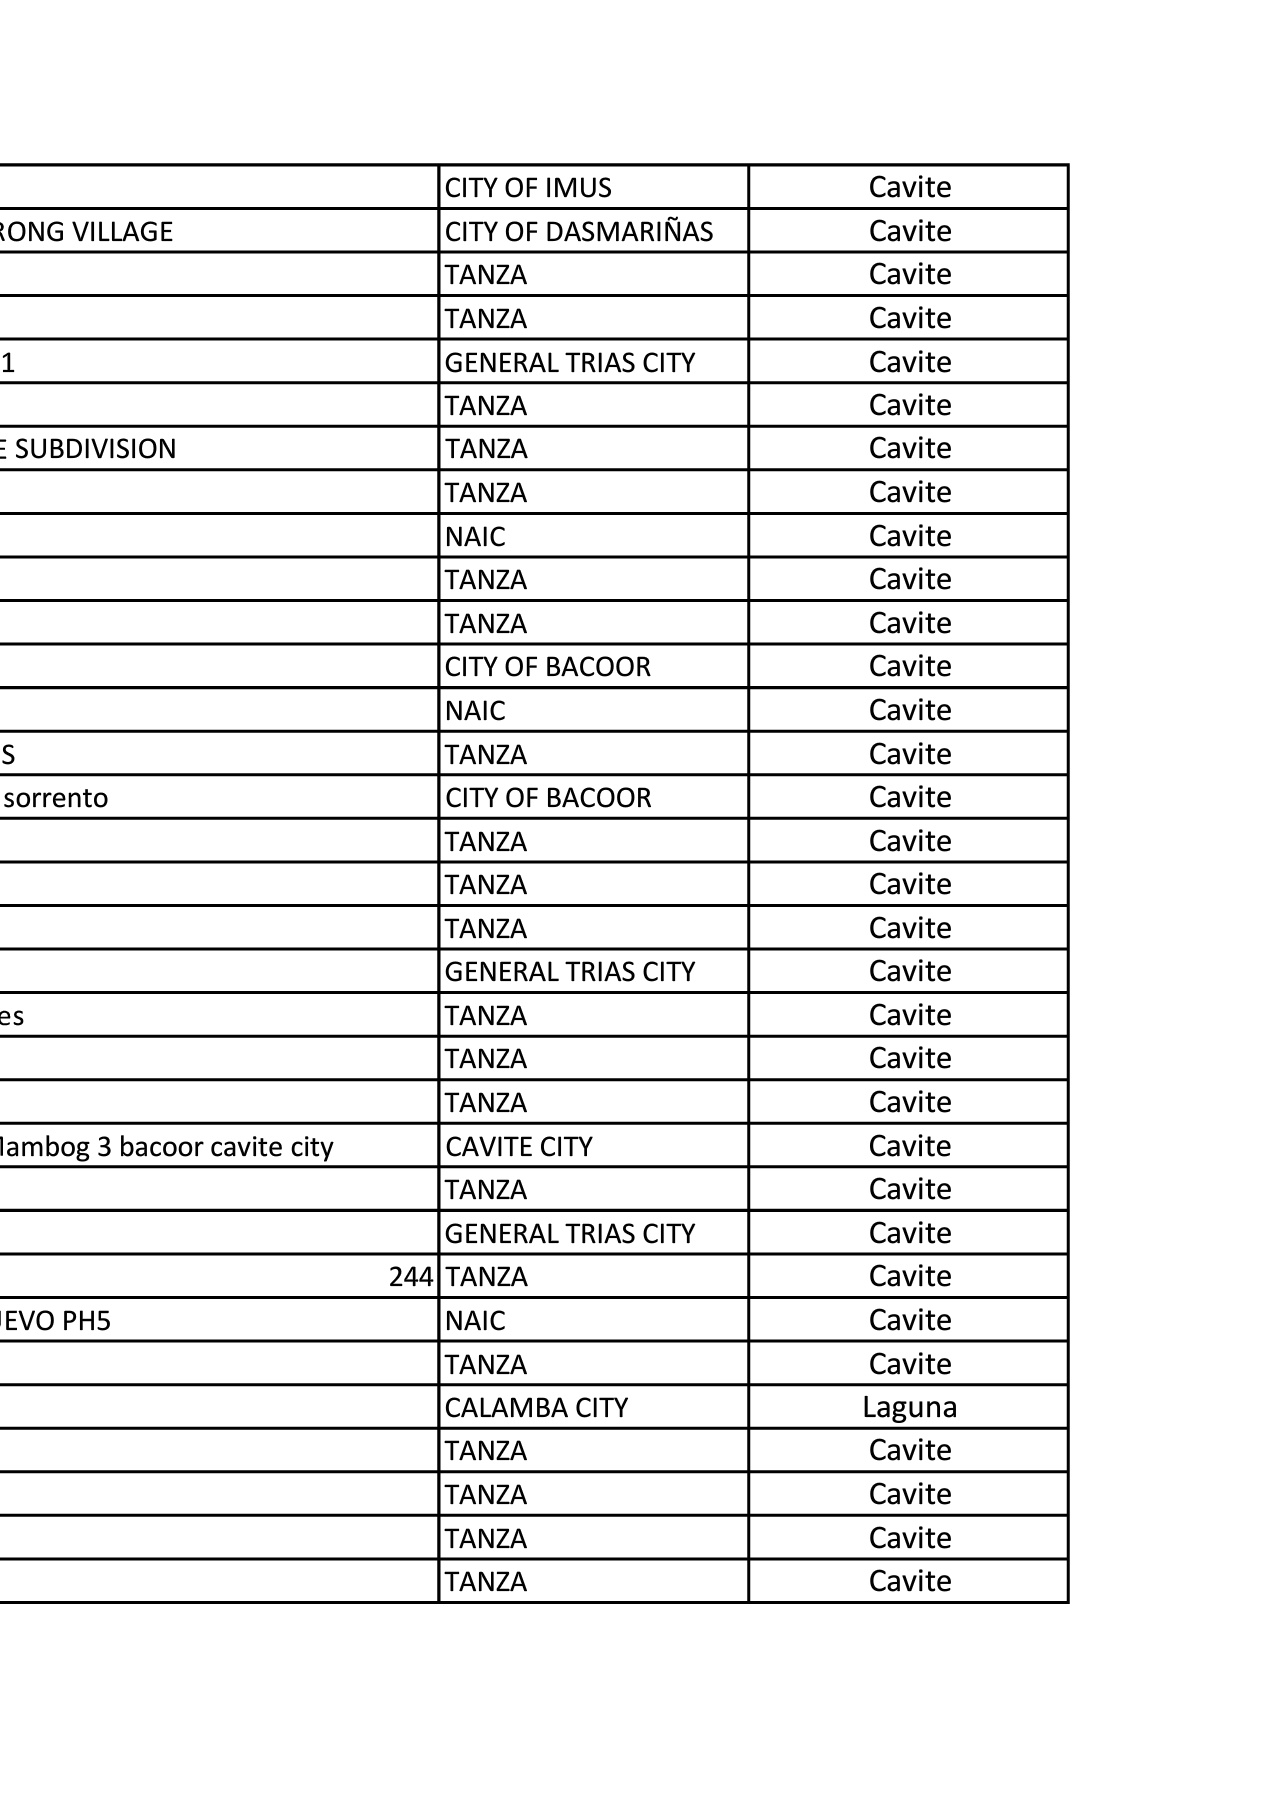 CITY OF IMUS Cavite
RONG VILLAGE CITY OF DASMARIÑAS Cavite
TANZA Cavite
TANZA Cavite
1 GENERAL TRIAS CITY Cavite
TANZA Cavite
E SUBDIVISION TANZA Cavite
TANZA Cavite
NAIC Cavite
TANZA Cavite
TANZA Cavite
CITY OF BACOOR Cavite
NAIC Cavite
S TANZA Cavite
sorrento CITY OF BACOOR Cavite
TANZA Cavite
TANZA Cavite
TANZA Cavite
GENERAL TRIAS CITY Cavite
es TANZA Cavite
TANZA Cavite
TANZA Cavite
ambog 3 bacoor cavite city CAVITE CITY Cavite
TANZA Cavite
GENERAL TRIAS CITY Cavite
244 TANZA Cavite
UEVO PH5 NAIC Cavite
TANZA Cavite
CALAMBA CITY Laguna
TANZA Cavite
TANZA Cavite
TANZA Cavite
TANZA Cavite